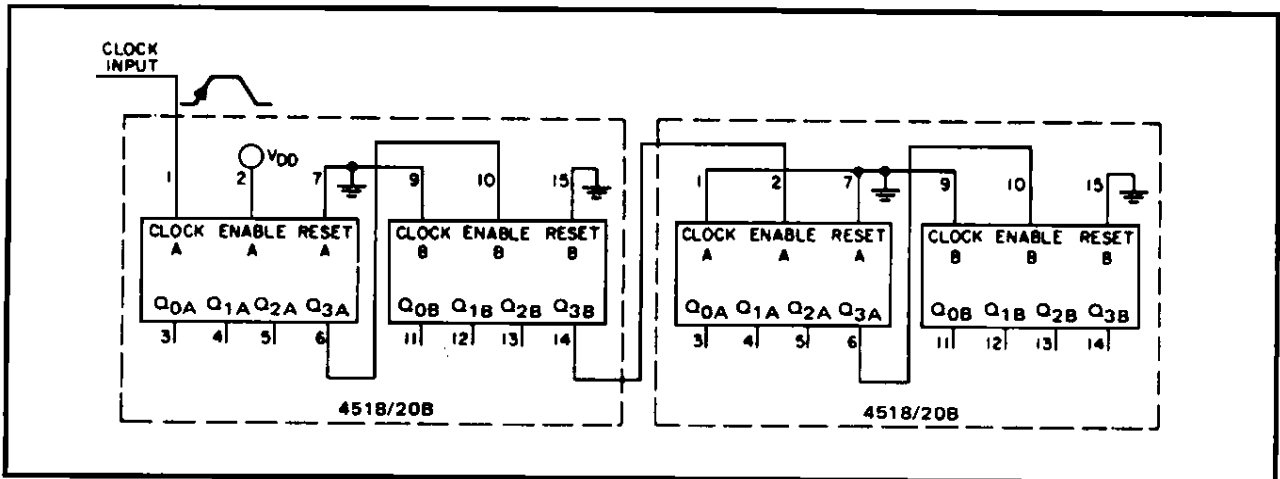 CLOCK
INPUT
VDD
1 2 7 9 10 15 1 2 7 9 10 15
CLOCK A ENABLE A RESET A
CLOCK B ENABLE B RESET B
CLOCK A ENABLE A RESET A
CLOCK B ENABLE B RESET B
Q0A Q1A Q2A Q3A
Q0B Q1B Q2B Q3B
Q0A Q1A Q2A Q3A
Q0B Q1B Q2B Q3B
3 4 5 6 11 12 13 14 3 4 5 6 11 12 13 14
4518/20B
4518/20B